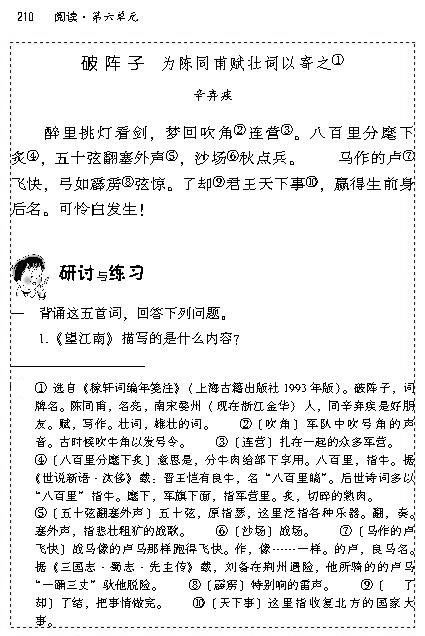 210 阅读·第六单元
破阵子 为陈同甫赋壮词以寄之①
辛弃疾
醉里挑灯看剑，梦回吹角②连营③。八百里分麾下
炙④，五十弦翻塞外声⑤，沙场⑥秋点兵。 马作的卢⑦
飞快，弓如霹雳⑧弦惊。了却⑨君王天下事⑩，赢得生前身
后名。可怜白发生！
研讨与练习
一 背诵这五首词，回答下列问题。
1.《望江南》描写的是什么内容？
① 选自《稼轩词编年笺注》（上海古籍出版社 1993 年版）。破阵子，词
牌名。陈同甫，名亮，南宋婺州（现在浙江金华）人，同辛弃疾是好朋
友。赋，写作。壮词，雄壮的词。 ②〔吹角〕军队中吹号角的声
音。古时候吹牛角以发号令。 ③〔连营〕扎在一起的众多军营。
④〔八百里分麾下炙〕意思是，分牛肉给部下享用。八百里，指牛。据
《世说新语·汰侈》载：晋王恺有良牛，名“八百里驳”。后世诗词多以
“八百里”指牛。麾下，军旗下面，指军营里。炙，切碎的熟肉。
⑤〔五十弦翻塞外声〕五十弦，原指瑟，这里泛指各种乐器。翻，奏。
塞外声，指悲壮粗犷的战歌。 ⑥〔沙场〕战场。 ⑦〔马作的卢
飞快〕战马像的卢马那样跑得飞快。作，像……一样。的卢，良马名。
据《三国志·蜀志·先主传》载，刘备在荆州遇险，他所骑的的卢马
“一踊三丈”驮他脱险。 ⑧〔霹雳〕特别响的雷声。 ⑨〔 了
却〕了结，把事情做完。 ⑩〔天下事〕这里指收复北方的国家大
事。